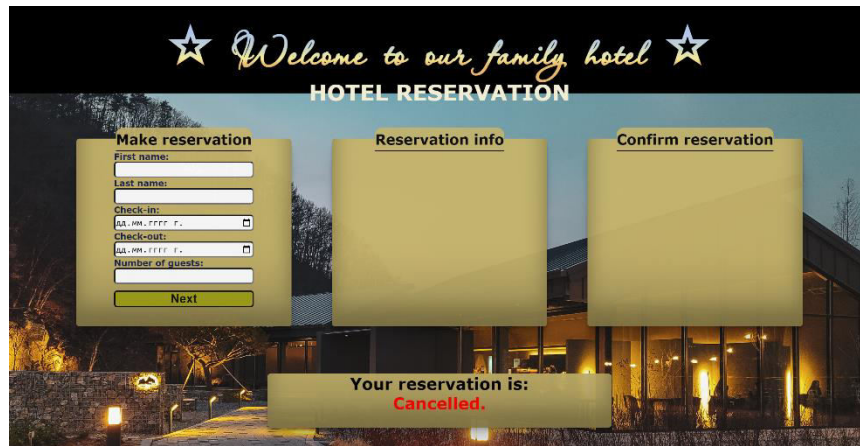 Welcome to our family hotel
HOTEL RESERVATION
Make reservation
First name:
Last name:
Check-in:
дд.мм.гггг г.
Check-out:
дд.мм.гггг г.
Number of guests:
Next
Reservation info
Confirm reservation
Your reservation is:
Cancelled.